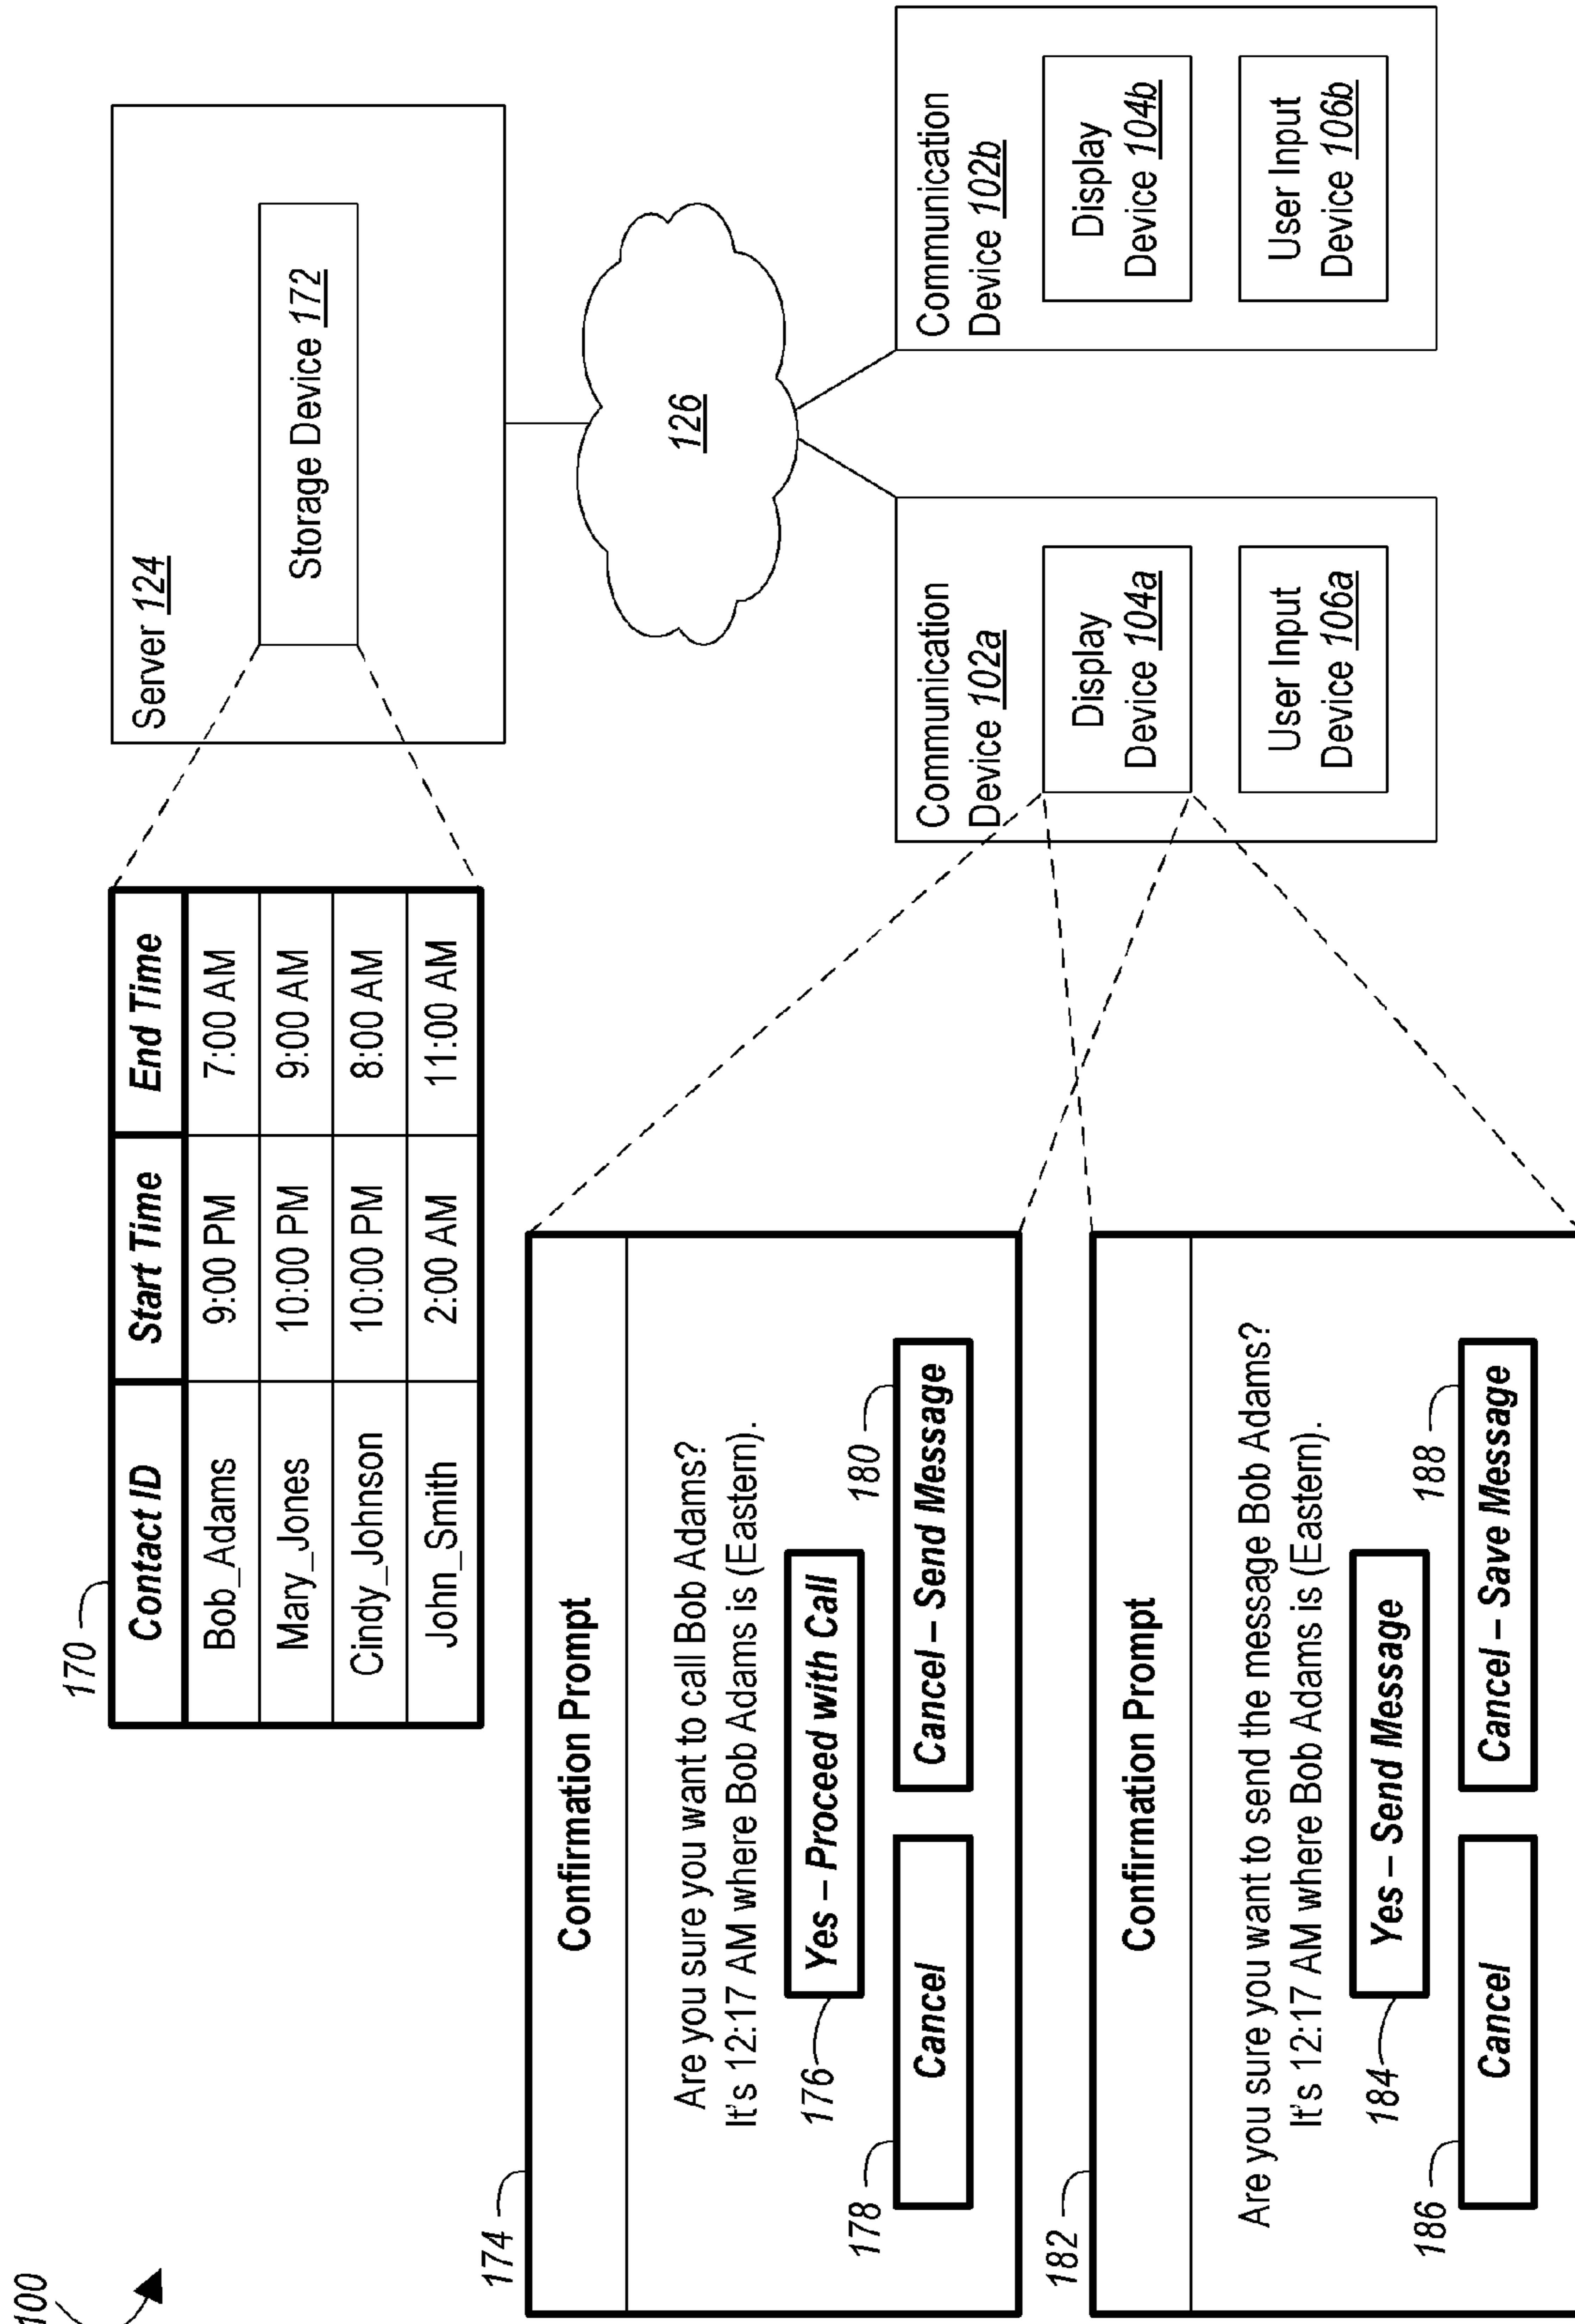 100
170
Contact ID Start Time End Time
Bob_Adams 9:00 PM 7:00 AM
Mary_Jones 10:00 PM 9:00 AM
Cindy_Johnson 10:00 PM 8:00 AM
John_Smith 2:00 AM 11:00 AM
Server 124
Storage Device 172
126
174
Confirmation Prompt
Are you sure you want to call Bob Adams?
It's 12:17 AM where Bob Adams is (Eastern).
176
Yes – Proceed with Call
178
Cancel
180
Cancel – Send Message
182
Confirmation Prompt
Are you sure you want to send the message Bob Adams?
It's 12:17 AM where Bob Adams is (Eastern).
184
Yes – Send Message
186
Cancel
188
Cancel – Save Message
Communication
Device 102a
Display
Device 104a
User Input
Device 106a
Communication
Device 102b
Display
Device 104b
User Input
Device 106b